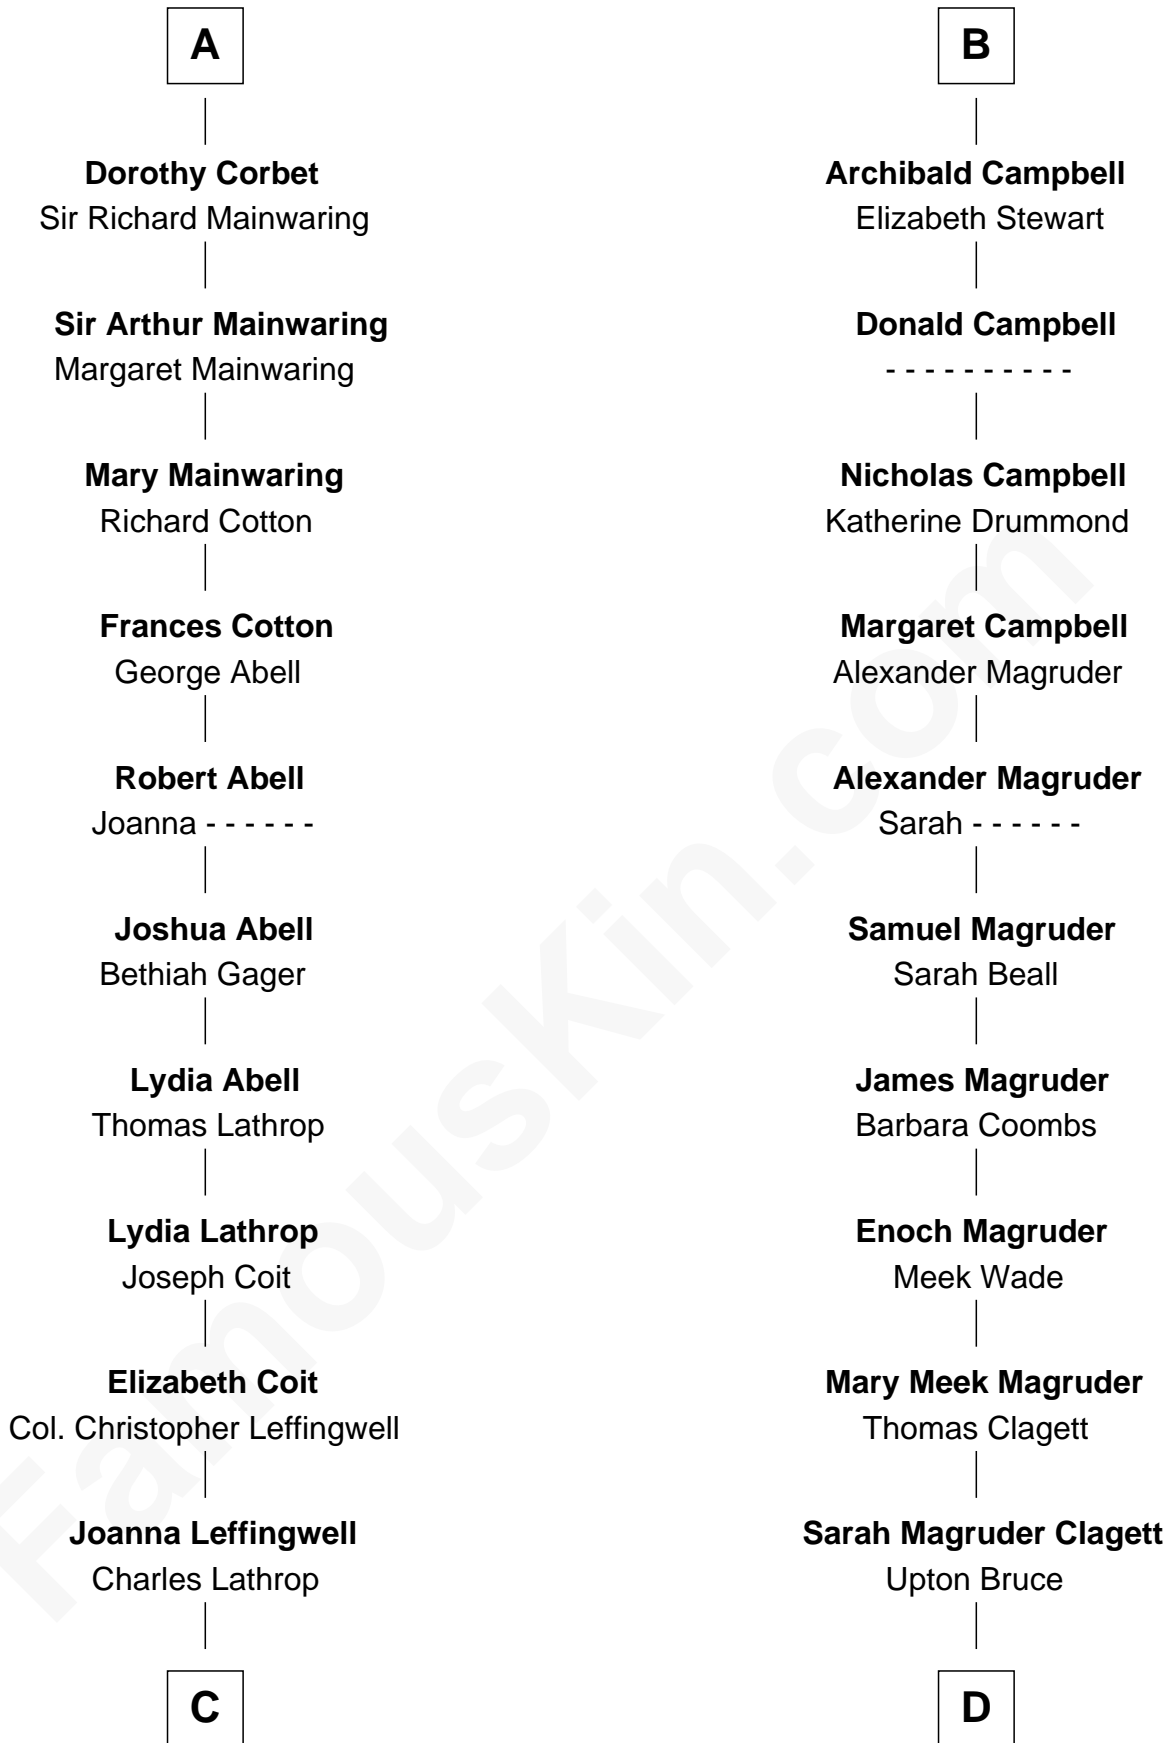 A
Dorothy Corbet
Sir Richard Mainwaring
Sir Arthur Mainwaring
Margaret Mainwaring
Mary Mainwaring
Richard Cotton
Frances Cotton
George Abell
Robert Abell
Joanna - - - - - -
Joshua Abell
Bethiah Gager
Lydia Abell
Thomas Lathrop
Lydia Lathrop
Joseph Coit
Elizabeth Coit
Col. Christopher Leffingwell
Joanna Leffingwell
Charles Lathrop
C
B
Archibald Campbell
Elizabeth Stewart
Donald Campbell
- - - - - - - - - -
Nicholas Campbell
Katherine Drummond
Margaret Campbell
Alexander Magruder
Alexander Magruder
Sarah - - - - - -
Samuel Magruder
Sarah Beall
James Magruder
Barbara Coombs
Enoch Magruder
Meek Wade
Mary Meek Magruder
Thomas Clagett
Sarah Magruder Clagett
Upton Bruce
D
FamousKin.com